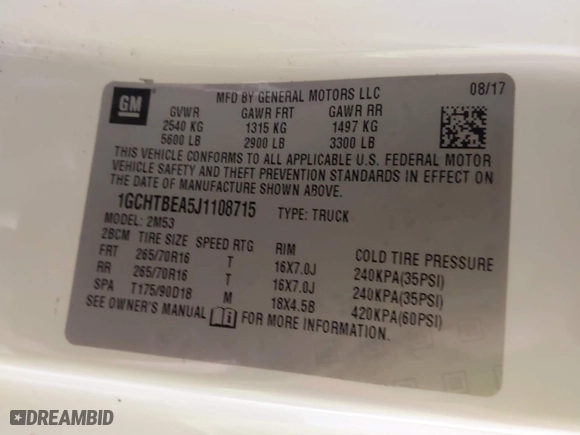 GM
MFD BY GENERAL MOTORS LLC 08/17
GVWR GAWR FRT GAWR RR
2540 KG 1315 KG 1497 KG
5600 LB 2900 LB 3300 LB
THIS VEHICLE CONFORMS TO ALL APPLICABLE U.S. FEDERAL MOTOR
VEHICLE SAFETY AND THEFT PREVENTION STANDARDS IN EFFECT ON
THE DATE OF MANUFACTURE SHOWN ABOVE.
1GCHTBEA5J1108715 TYPE: TRUCK
MODEL: 2M53
2BCM TIRE SIZE SPEED RTG RIM COLD TIRE PRESSURE
FRT 265/70R16 T 16X7.0J 240KPA(35PSI)
RR 265/70R16 T 16X7.0J 240KPA(35PSI)
SPA T175/90D18 M 18X4.5B 420KPA(60PSI)
SEE OWNER'S MANUAL FOR MORE INFORMATION.
DREAMBID